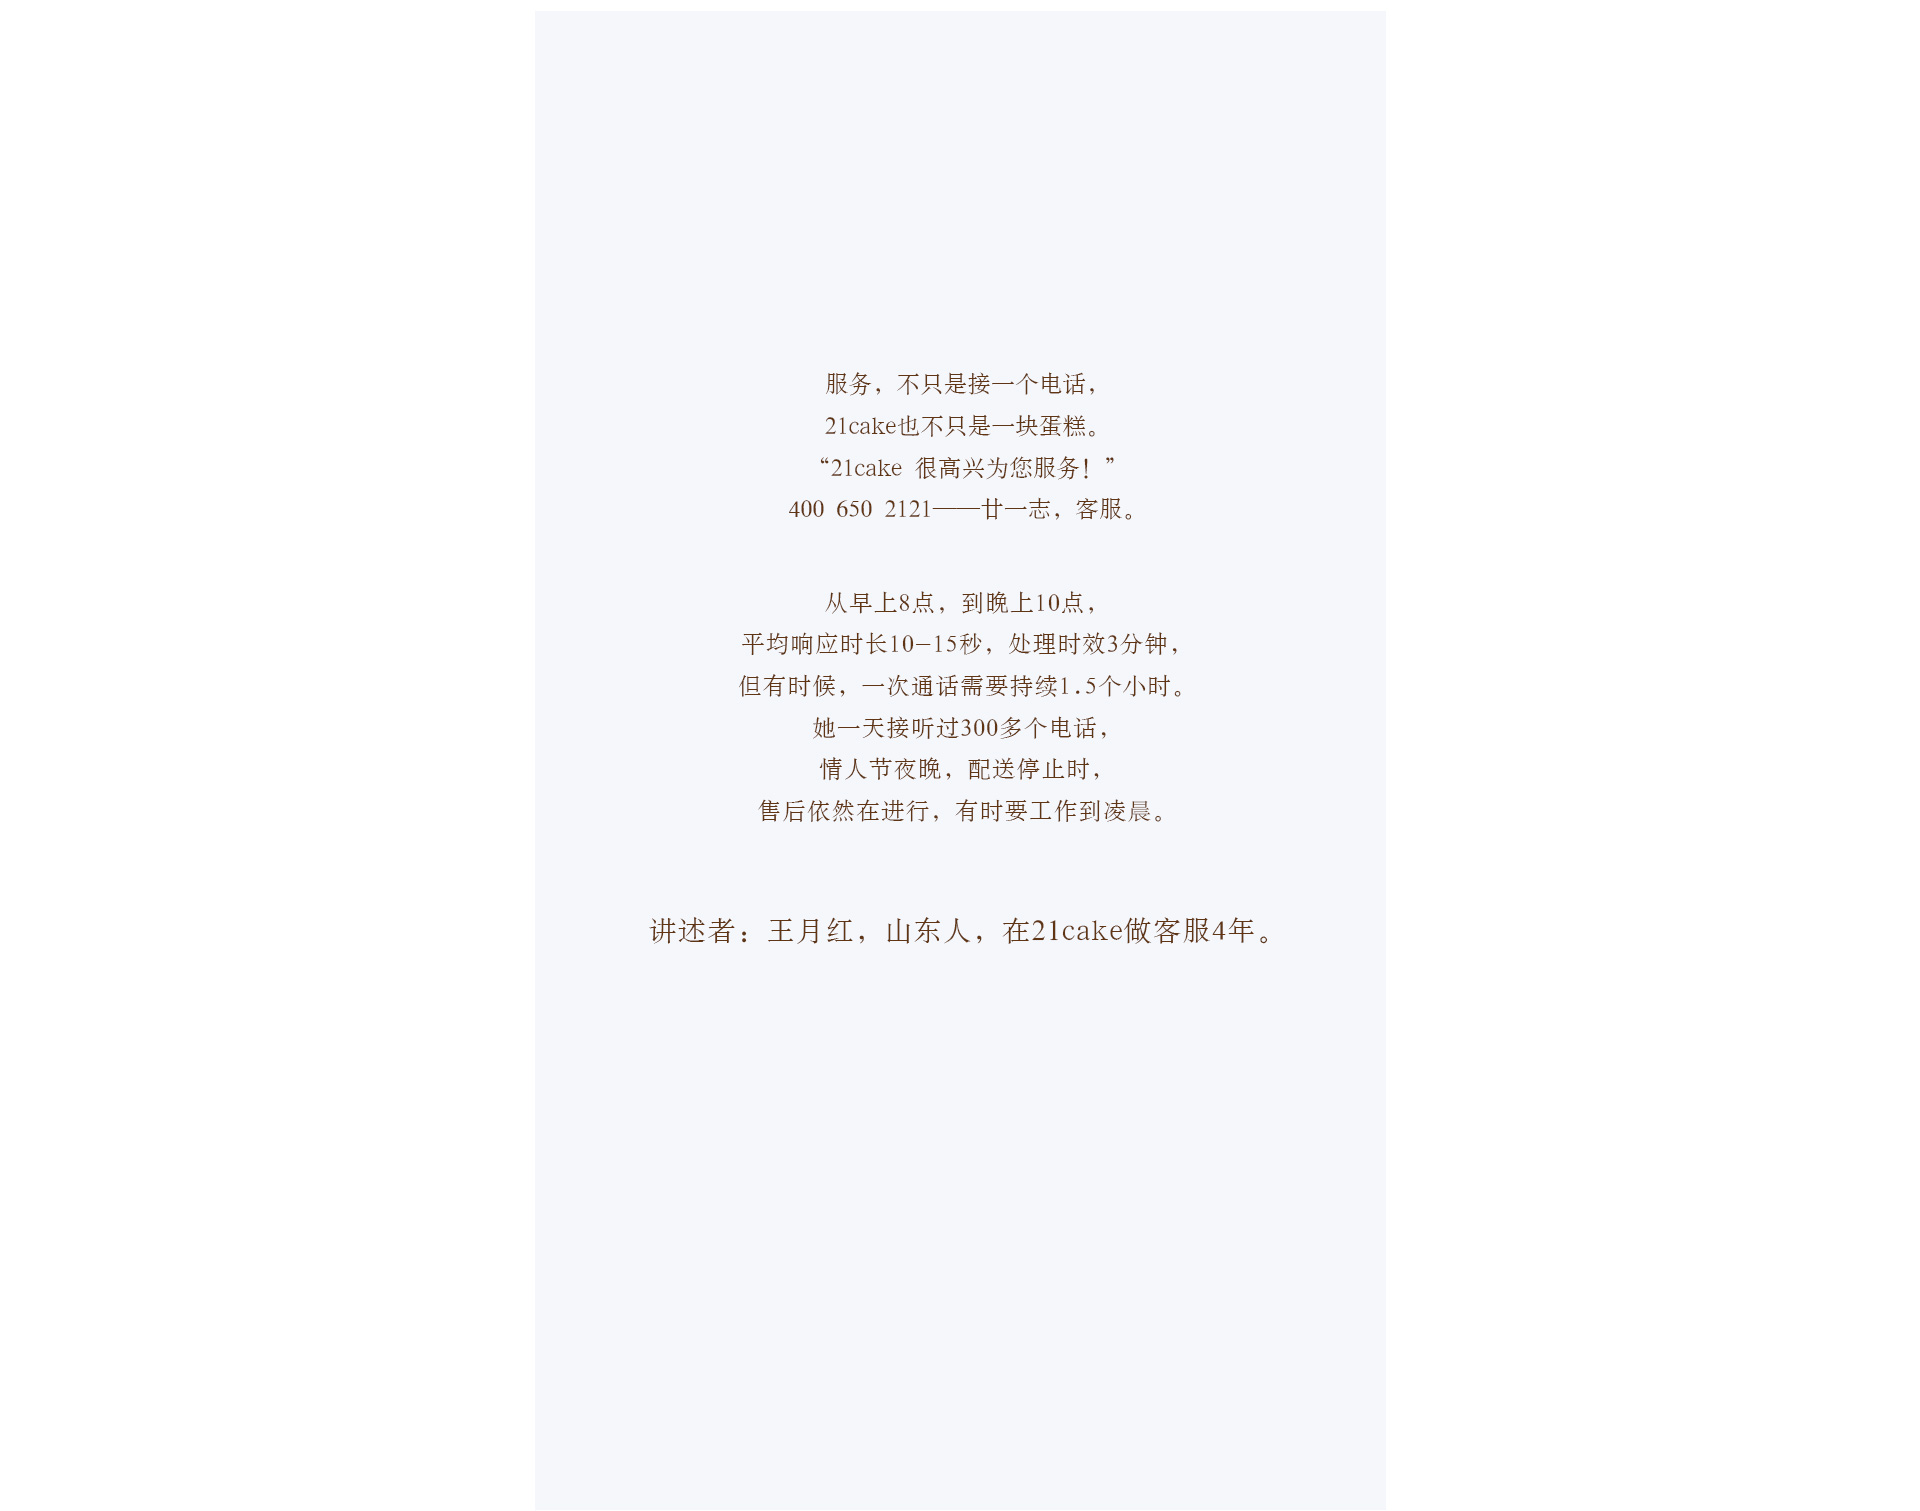 服务，不只是接一个电话，
21cake也不只是一块蛋糕。
“21cake 很高兴为您服务！”
400 650 2121——廿一志，客服。
从早上8点，到晚上10点，
平均响应时长10—15秒，处理时效3分钟，
但有时候，一次通话需要持续1.5个小时。
她一天接听过300多个电话，
情人节夜晚，配送停止时，
售后依然在进行，有时要工作到凌晨。
讲述者：王月红，山东人，在21cake做客服4年。